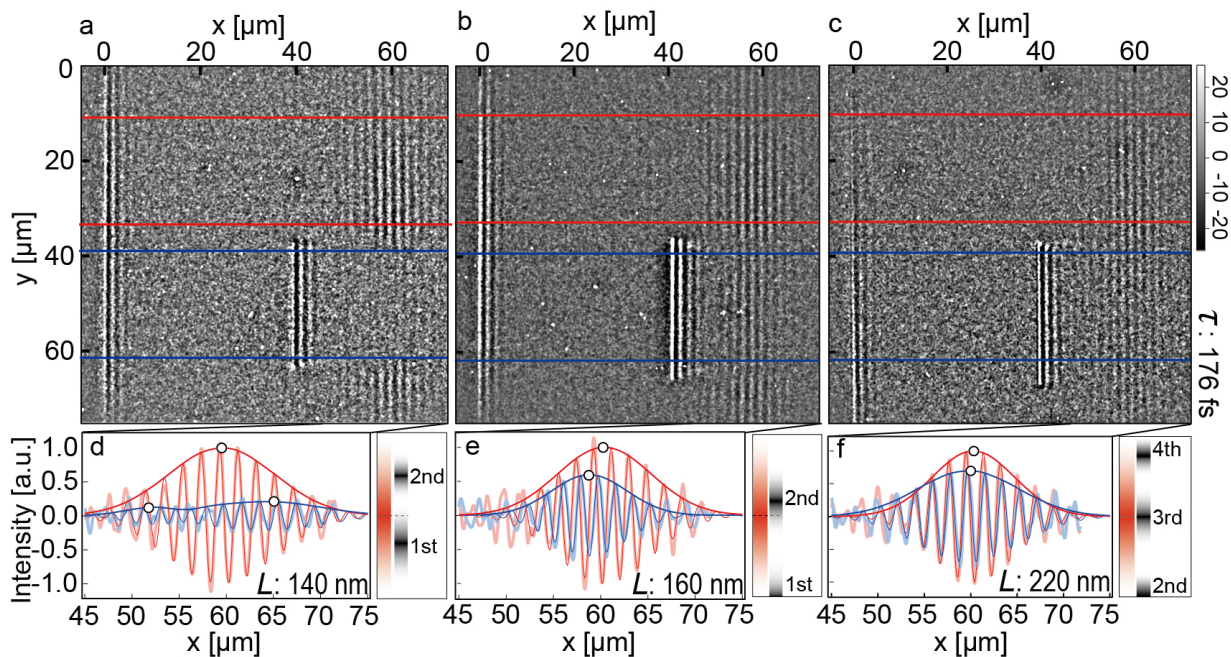 a
x [µm]
0 20 40 60
b
x [µm]
0 20 40 60
c
x [µm]
0 20 40 60
0
20
40
60
y [µm]
20
10
0
-10
-20
τ : 176 fs
d
Intensity [a.u.]
1.0
0.5
0.0
-0.5
-1.0
L: 140 nm
2nd
1st
45 50 55 60 65 70 75
x [µm]
e
L: 160 nm
2nd
1st
45 50 55 60 65 70 75
x [µm]
f
L: 220 nm
4th
3rd
2nd
45 50 55 60 65 70 75
x [µm]